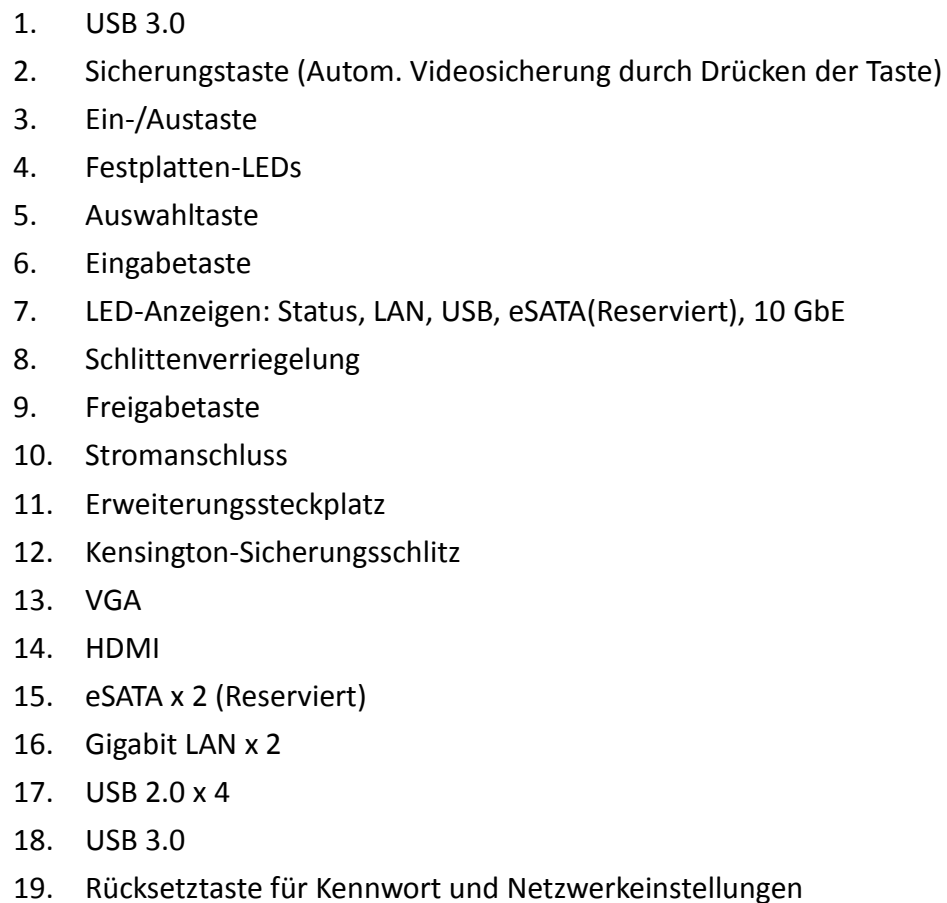 1. USB 3.0
2. Sicherungstaste (Autom. Videosicherung durch Drücken der Taste)
3. Ein-/Austaste
4. Festplatten-LEDs
5. Auswahltaste
6. Eingabetaste
7. LED-Anzeigen: Status, LAN, USB, eSATA(Reserviert), 10 GbE
8. Schlittenverriegelung
9. Freigabetaste
10. Stromanschluss
11. Erweiterungssteckplatz
12. Kensington-Sicherungsschlitz
13. VGA
14. HDMI
15. eSATA x 2 (Reserviert)
16. Gigabit LAN x 2
17. USB 2.0 x 4
18. USB 3.0
19. Rücksetztaste für Kennwort und Netzwerkeinstellungen